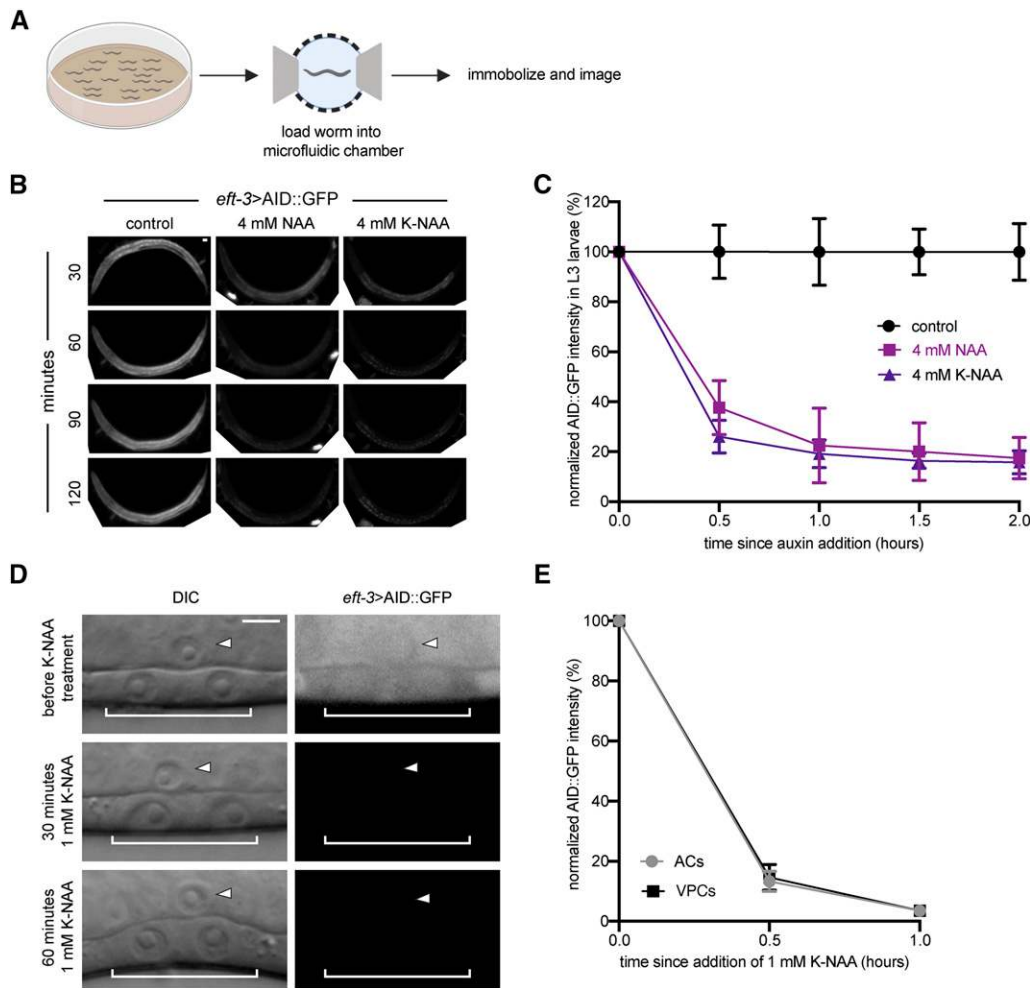 A
load worm into
microfluidic chamber
immobolize and image
B
eft-3>AID::GFP
control
4 mM NAA
4 mM K-NAA
minutes
30
60
90
120
C
normalized AID::GFP intensity in L3 larvae (%)
120
100
80
60
40
20
0
0.0
0.5
1.0
1.5
2.0
time since auxin addition (hours)
control
4 mM NAA
4 mM K-NAA
D
DIC
eft-3>AID::GFP
before K-NAA
treatment
30 minutes
1 mM K-NAA
60 minutes
1 mM K-NAA
E
normalized AID::GFP intensity (%)
100
80
60
40
20
0
0.0
0.5
1.0
time since addition of 1 mM K-NAA (hours)
ACs
VPCs